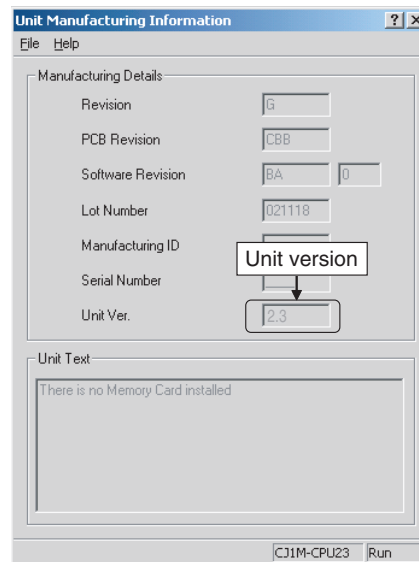 Unit Manufacturing Information
? X
File Help
Manufacturing Details
Revision G
PCB Revision CBB
Software Revision BA 0
Lot Number 021118
Manufacturing ID
Unit version
Serial Number
Unit Ver. 2.3
Unit Text
There is no Memory Card installed
CJ1M-CPU23 Run